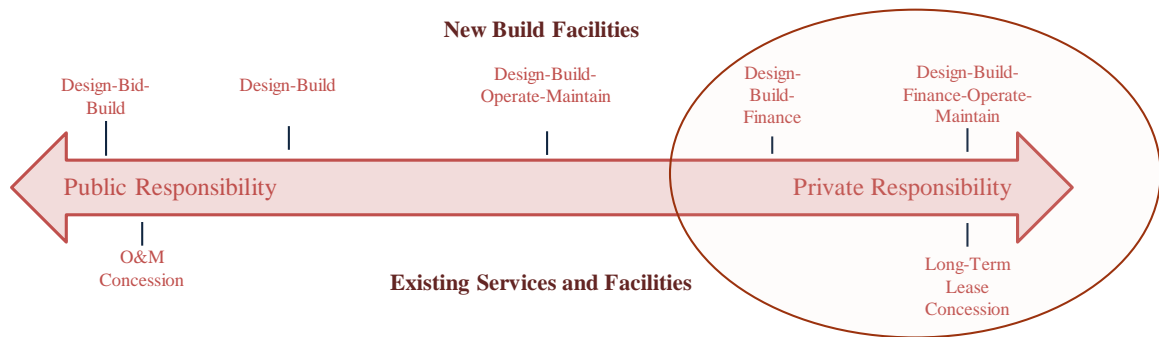 New Build Facilities
Design-Bid-
Build
Design-Build
Design-Build-
Operate-Maintain
Design-
Build-
Finance
Design-Build-
Finance-Operate-
Maintain
Public Responsibility
Private Responsibility
O&M
Concession
Existing Services and Facilities
Long-Term
Lease
Concession